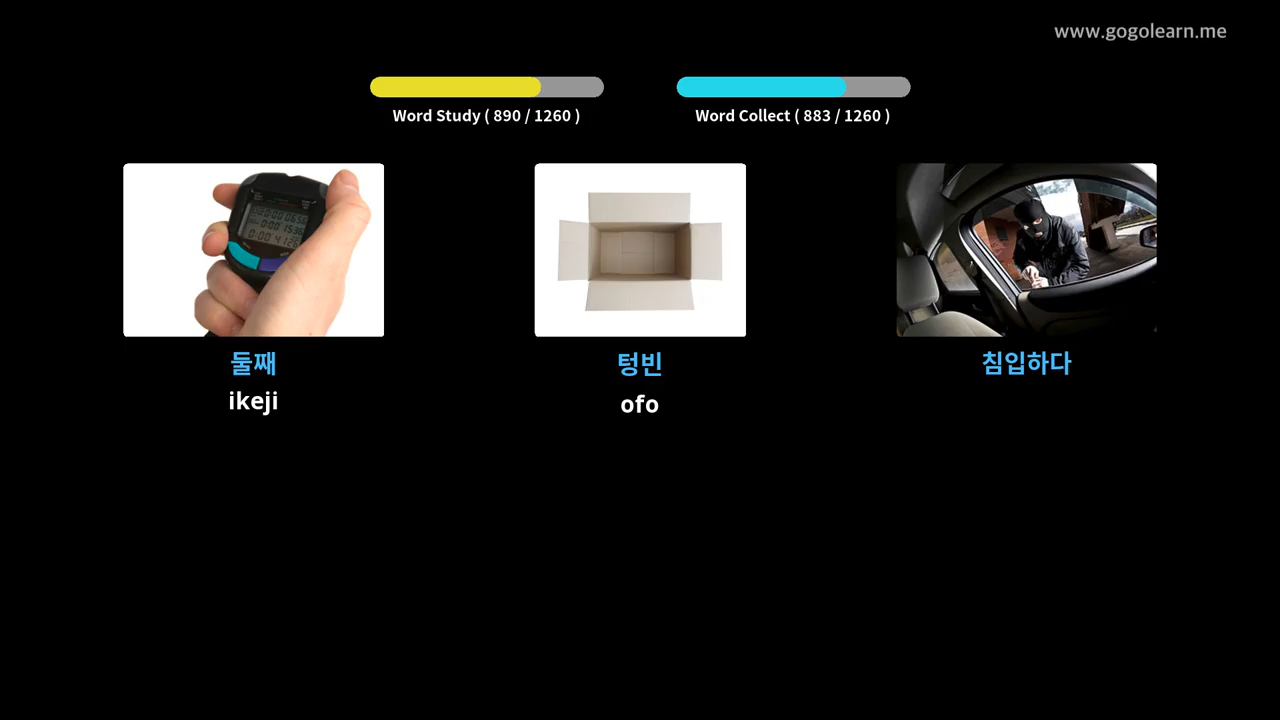 www.gogolearn.me
Word Study ( 890 / 1260 )
Word Collect ( 883 / 1260 )
둘째
ikeji
텅빈
ofo
침입하다